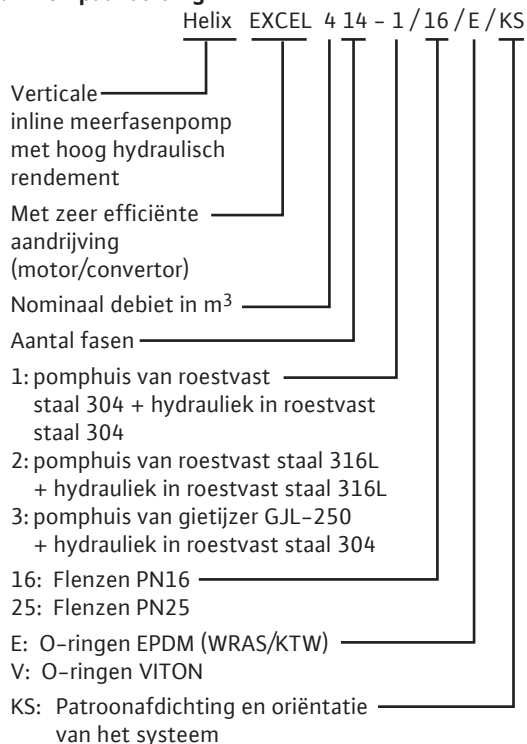 Helix EXCEL 4 14 – 1 / 16 / E / KS
Verticale
inline meerfasenpomp
met hoog hydraulisch
rendement
Met zeer efficiënte
aandrijving
(motor/convertor)
Nominaal debiet in m³
Aantal fasen
1: pomphuis van roestvast
staal 304 + hydrauliek in roestvast
staal 304
2: pomphuis van roestvast staal 316L
+ hydrauliek in roestvast staal 316L
3: pomphuis van gietijzer GJL-250
+ hydrauliek in roestvast staal 304
16: Flenzen PN16
25: Flenzen PN25
E: O-ringen EPDM (WRAS/KTW)
V: O-ringen VITON
KS: Patroonafdichting en oriëntatie
van het systeem